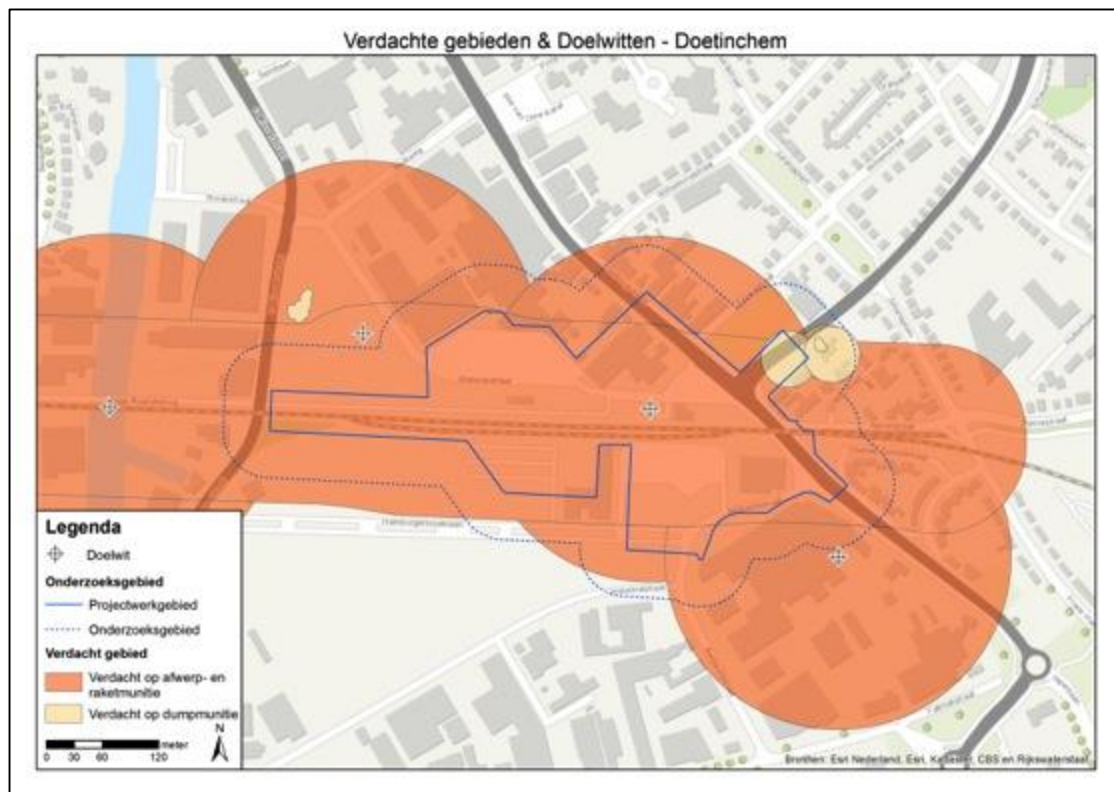 Verdachte gebieden & Doelwitten - Doetinchem
Legenda
Doelwit
Onderzoeksgebied
Projectwerkgebied
Onderzoeksgebied
Verdacht gebied
Verdacht op afwerp- en
raketmunitie
Verdacht op dumpmunitie
N
meter
0 30 60 120
Bronnen: Esri Nederland, Esri, Kadaster, CBS en Rijkswaterstaat